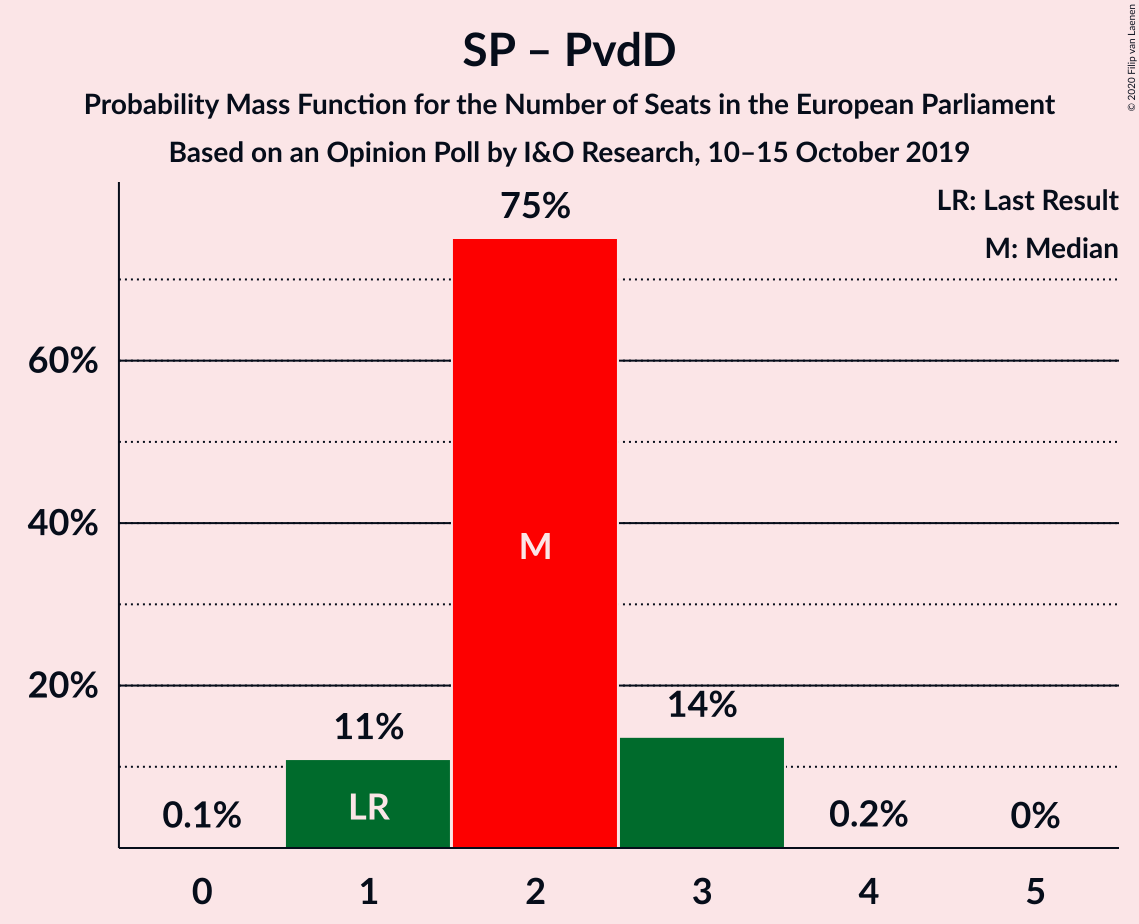 SP – PvdD
Probability Mass Function for the Number of Seats in the European Parliament
Based on an Opinion Poll by I&O Research, 10–15 October 2019
© 2020 Filip van Laenen
LR: Last Result
M: Median
75%
60%
40%
20%
M
14%
11%
LR
0.1%
0.2%
0%
0 1 2 3 4 5